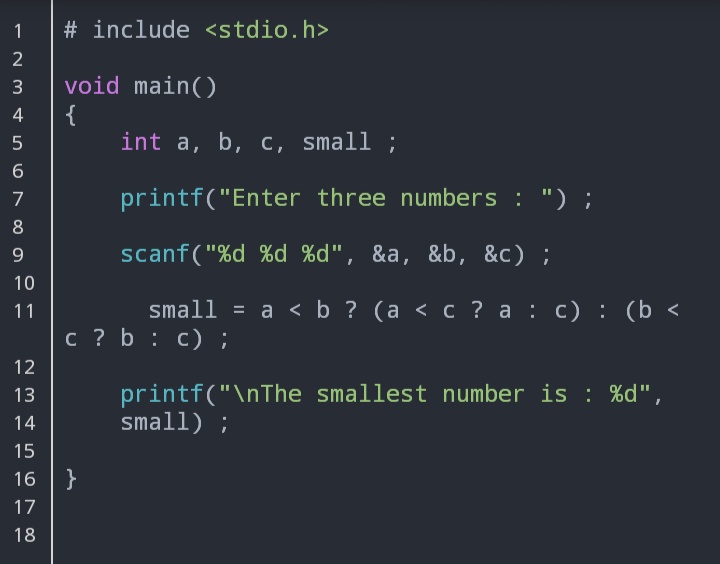 1 # include <stdio.h>
2
3 void main()
4 {
5 int a, b, c, small ;
6
7 printf("Enter three numbers : ") ;
8
9 scanf("%d %d %d", &a, &b, &c) ;
10
11 small = a < b ? (a < c ? a : c) : (b <
c ? b : c) ;
12
13 printf("\nThe smallest number is : %d",
14 small) ;
15
16 }
17
18